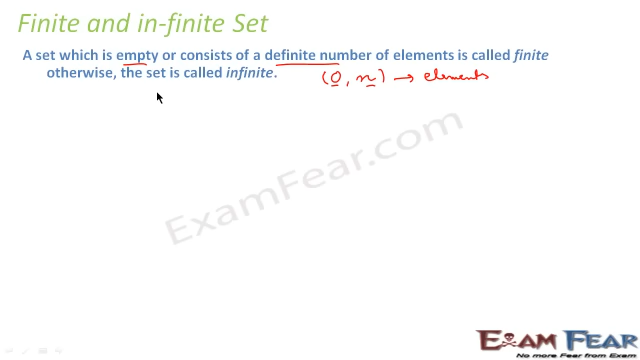 Finite and in-finite Set
A set which is empty or consists of a definite number of elements is called finite
otherwise, the set is called infinite.
(0, n) → elements
ExamFear.com
EXAM FEAR
No more Fear from Exam